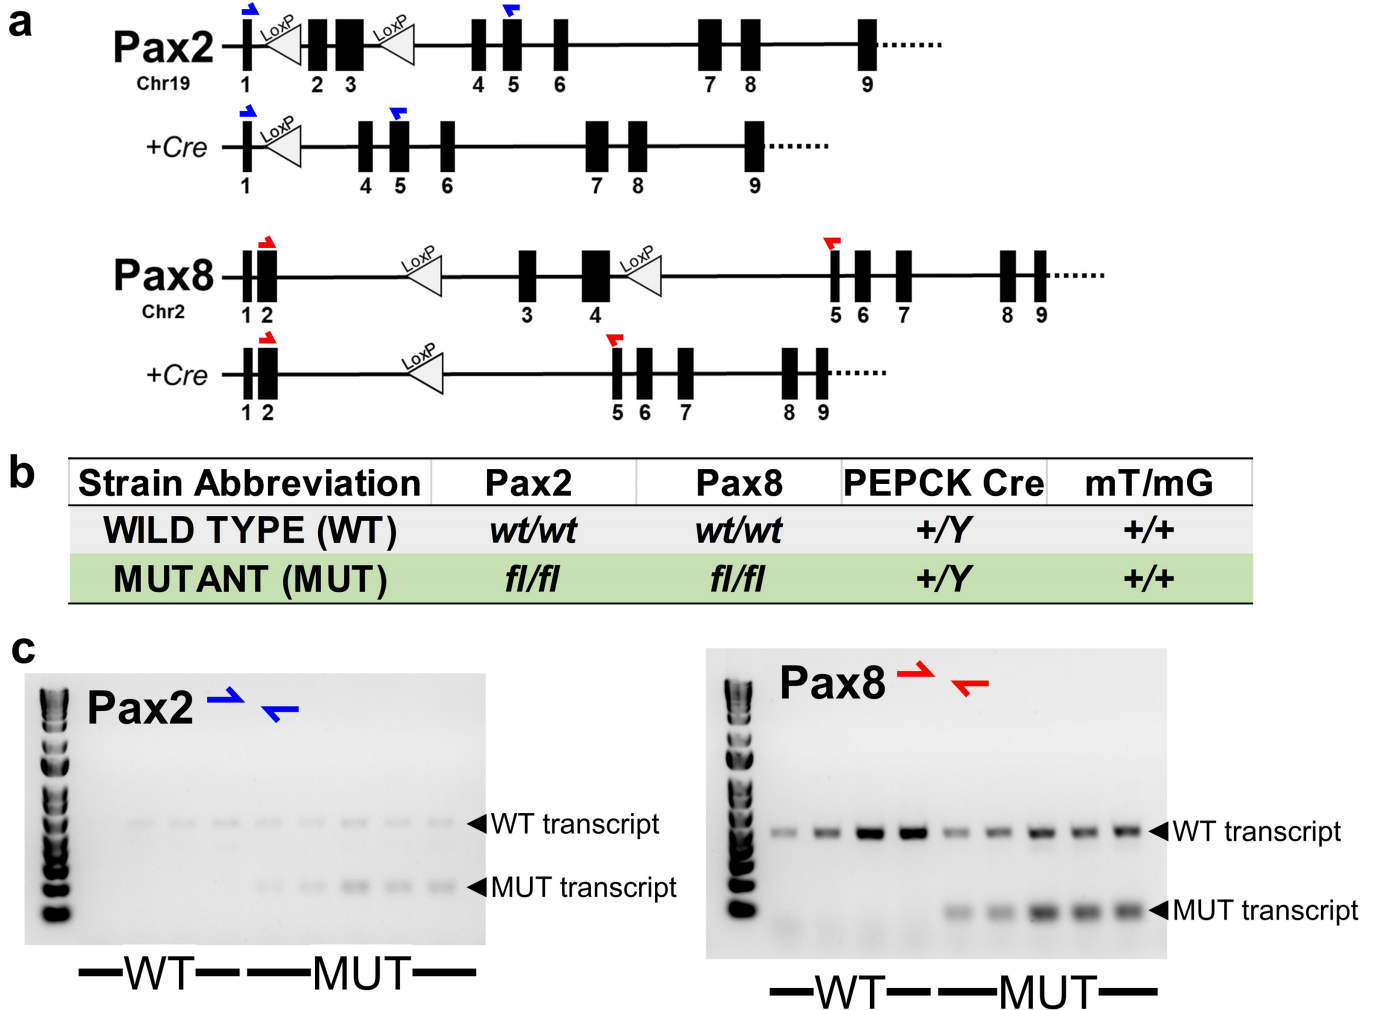 a
Pax2
Chr19
LoxP LoxP
1 2 3 4 5 6 7 8 9
+Cre
LoxP
1 4 5 6 7 8 9
Pax8
Chr2
LoxP LoxP
1 2 3 4 5 6 7 8 9
+Cre
LoxP
1 2 5 6 7 8 9
b
Strain Abbreviation Pax2 Pax8 PEPCK Cre mT/mG
WILD TYPE (WT) wt/wt wt/wt +/Y +/+
MUTANT (MUT) fl/fl fl/fl +/Y +/+
c
Pax2
WT transcript
MUT transcript
WT MUT
Pax8
WT transcript
MUT transcript
WT MUT